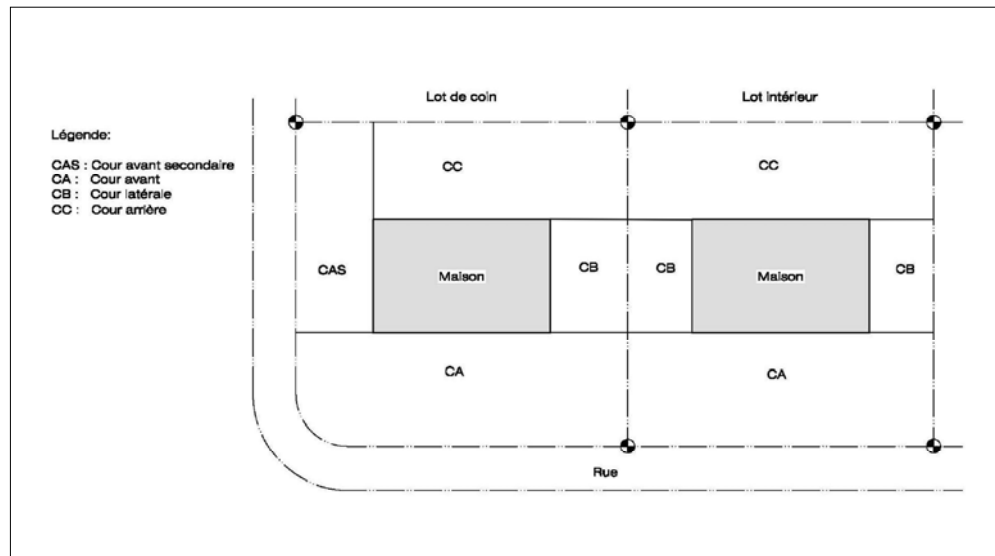 Lot de coin
Lot intérieur
Légende:
CAS : Cour avant secondaire
CA : Cour avant
CB : Cour latérale
CC : Cour arrière
CC
CC
CAS
Maison
CB
CB
Maison
CB
CA
CA
Rue